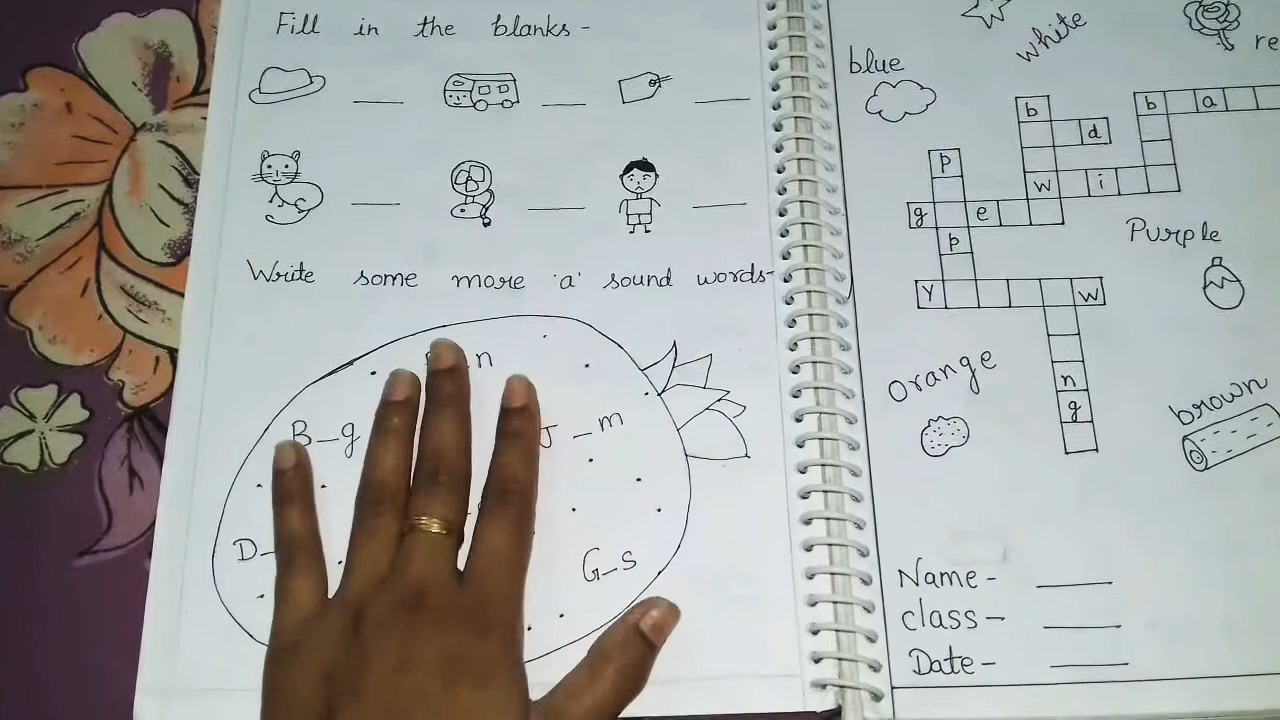 Fill in the blanks-
Write some more 'a' sound words-
n
B_g
J_m
D_
G_s
white
blue
re
b
d
b a
p
w i
g e
p
Purple
Y w
orange
n
g
brown
Name-
class-
Date-